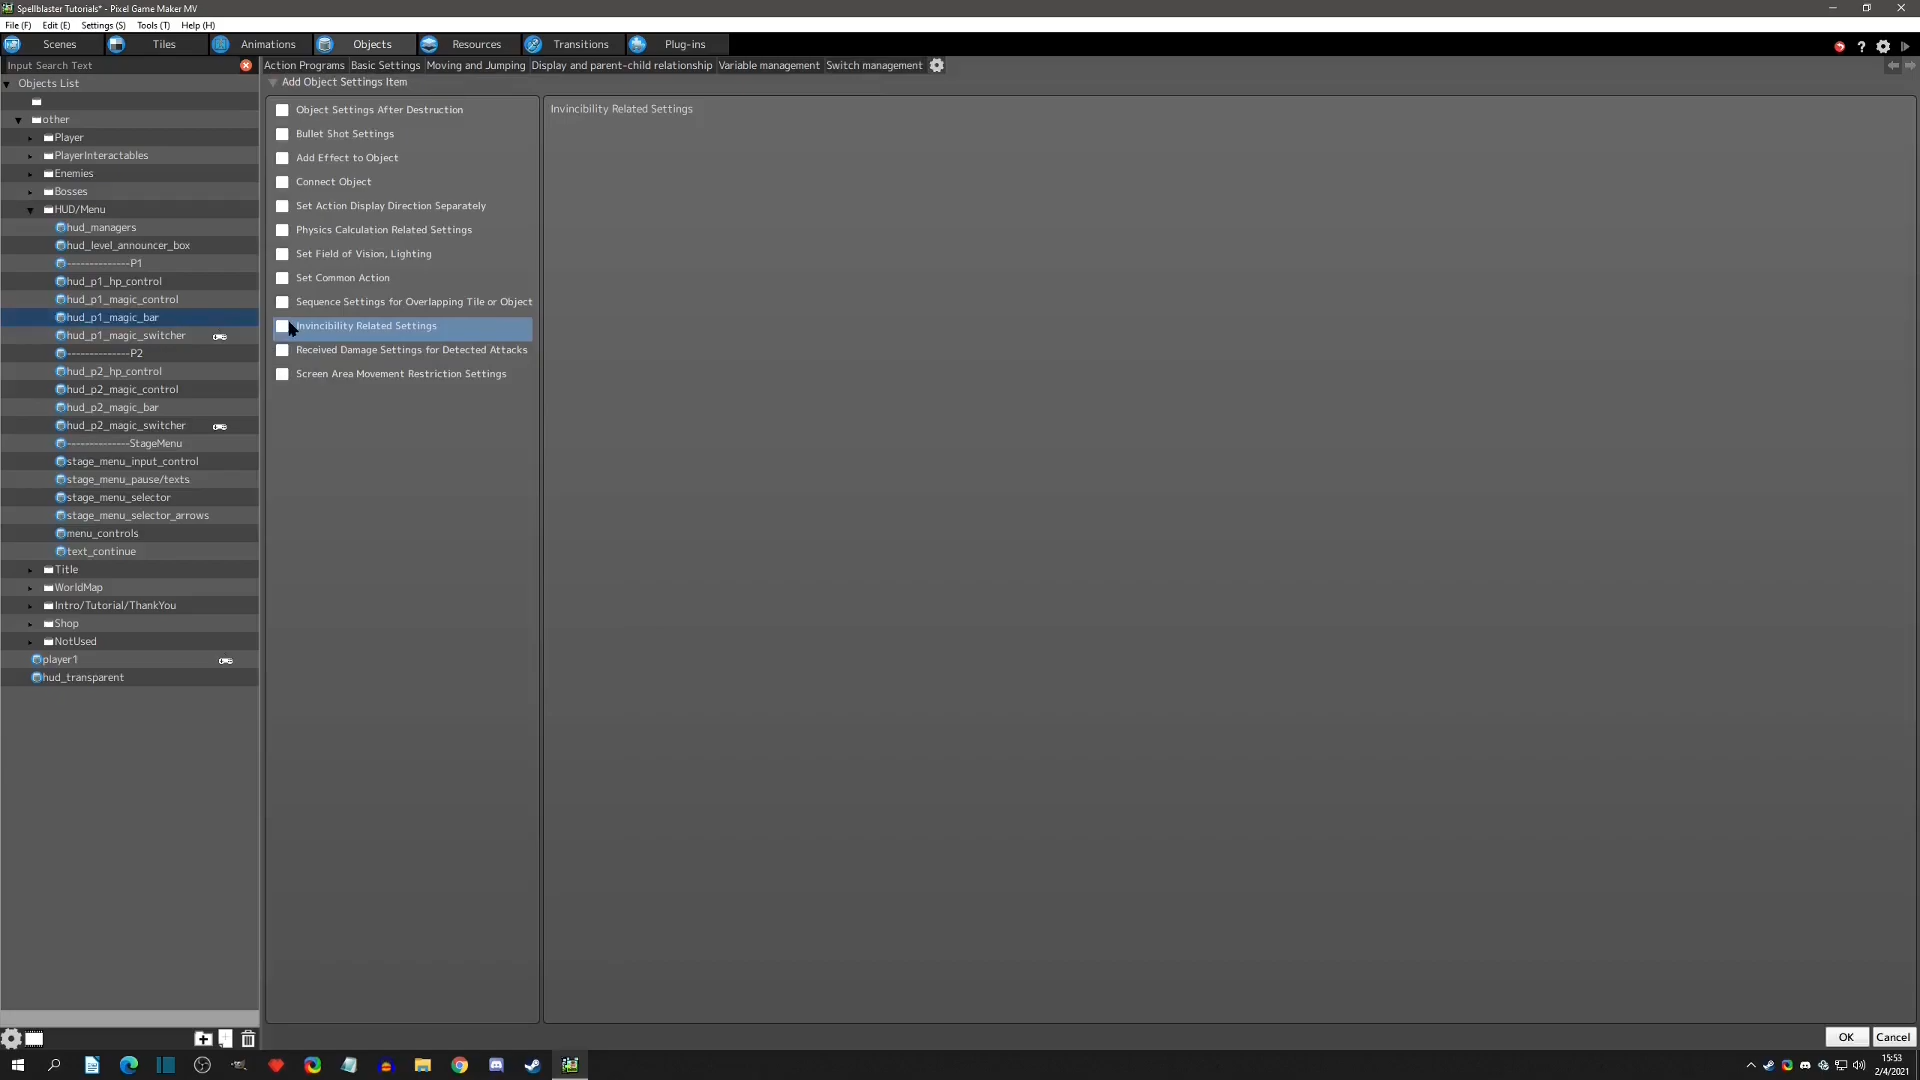 Spellblaster Tutorials* - Pixel Game Maker MV
File (F) Edit (E) Settings (S) Tools (T) Help (H)
Scenes Tiles Animations Objects Resources Transitions Plug-ins
Input Search Text
Action Programs Basic Settings Moving and Jumping Display and parent-child relationship Variable management Switch management
Objects List
Add Object Settings Item
other
Player
PlayerInteractables
Enemies
Bosses
HUD/Menu
hud_managers
hud_level_announcer_box
--------------P1
hud_p1_hp_control
hud_p1_magic_control
hud_p1_magic_bar
hud_p1_magic_switcher
--------------P2
hud_p2_hp_control
hud_p2_magic_control
hud_p2_magic_bar
hud_p2_magic_switcher
--------------StageMenu
stage_menu_input_control
stage_menu_pause/texts
stage_menu_selector
stage_menu_selector_arrows
menu_controls
text_continue
Title
WorldMap
Intro/Tutorial/ThankYou
Shop
NotUsed
player1
hud_transparent
Object Settings After Destruction
Bullet Shot Settings
Add Effect to Object
Connect Object
Set Action Display Direction Separately
Physics Calculation Related Settings
Set Field of Vision, Lighting
Set Common Action
Sequence Settings for Overlapping Tile or Object
Invincibility Related Settings
Received Damage Settings for Detected Attacks
Screen Area Movement Restriction Settings
Invincibility Related Settings
OK Cancel
15:53
2/4/2021